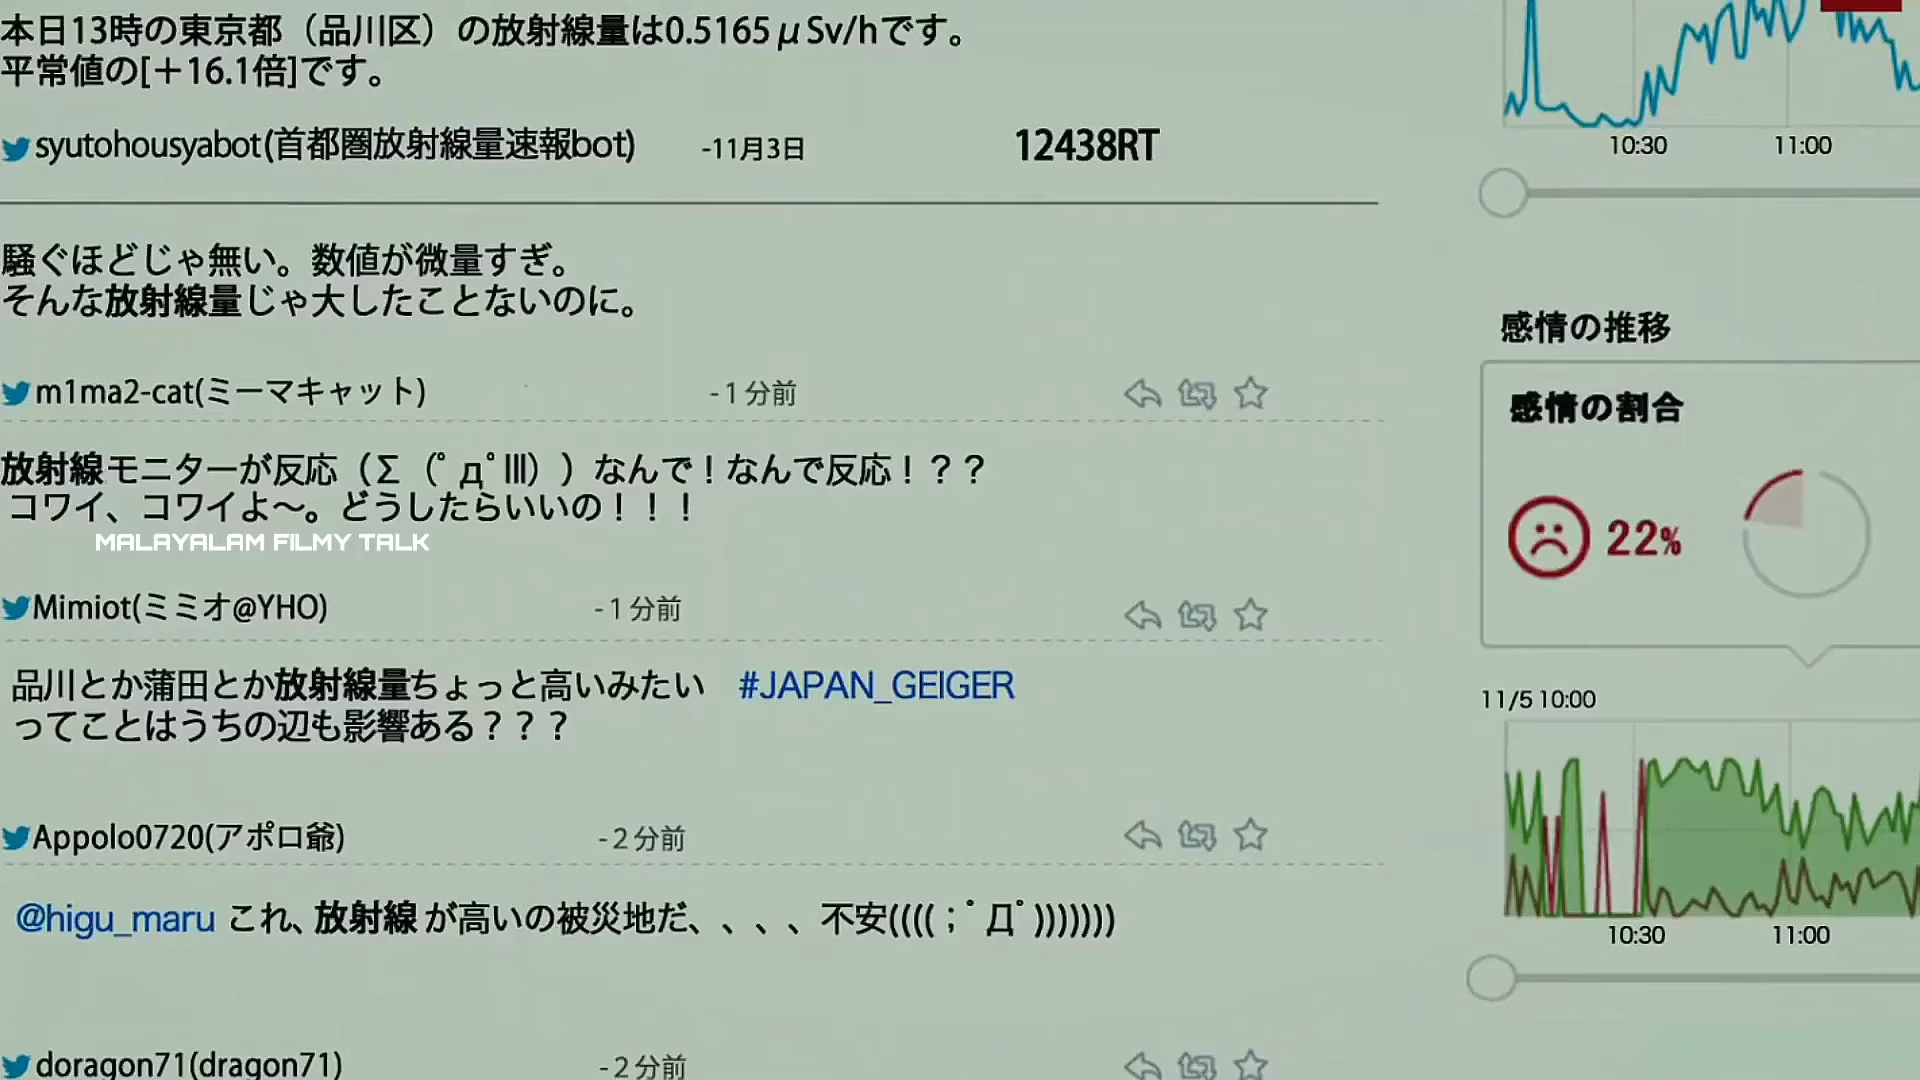 本日13時の東京都（品川区）の放射線量は0.5165μSv/hです。
平常値の[＋16.1倍]です。
syutohousyabot(首都圏放射線量速報bot) -11月3日 12438RT
騒ぐほどじゃ無い。数値が微量すぎ。
そんな放射線量じゃ大したことないのに。
m1ma2-cat(ミーマキャット) -1分前
放射線モニターが反応（Σ（ﾟдﾟlll））なんで！なんで反応！？？
コワイ、コワイよ～。どうしたらいいの！！！
MALAYALAM FILMY TALK
Mimiot(ミミオ@YHO) -1分前
品川とか蒲田とか放射線量ちょっと高いみたい #JAPAN_GEIGER
ってことはうちの辺も影響ある？？？
Appolo0720(アポロ爺) -2分前
@higu_maru これ、放射線が高いの被災地だ、、、、不安((((；ﾟДﾟ)))))))
doragon71(dragon71) -2分前
10:30 11:00
感情の推移
感情の割合
22%
11/5 10:00
10:30 11:00